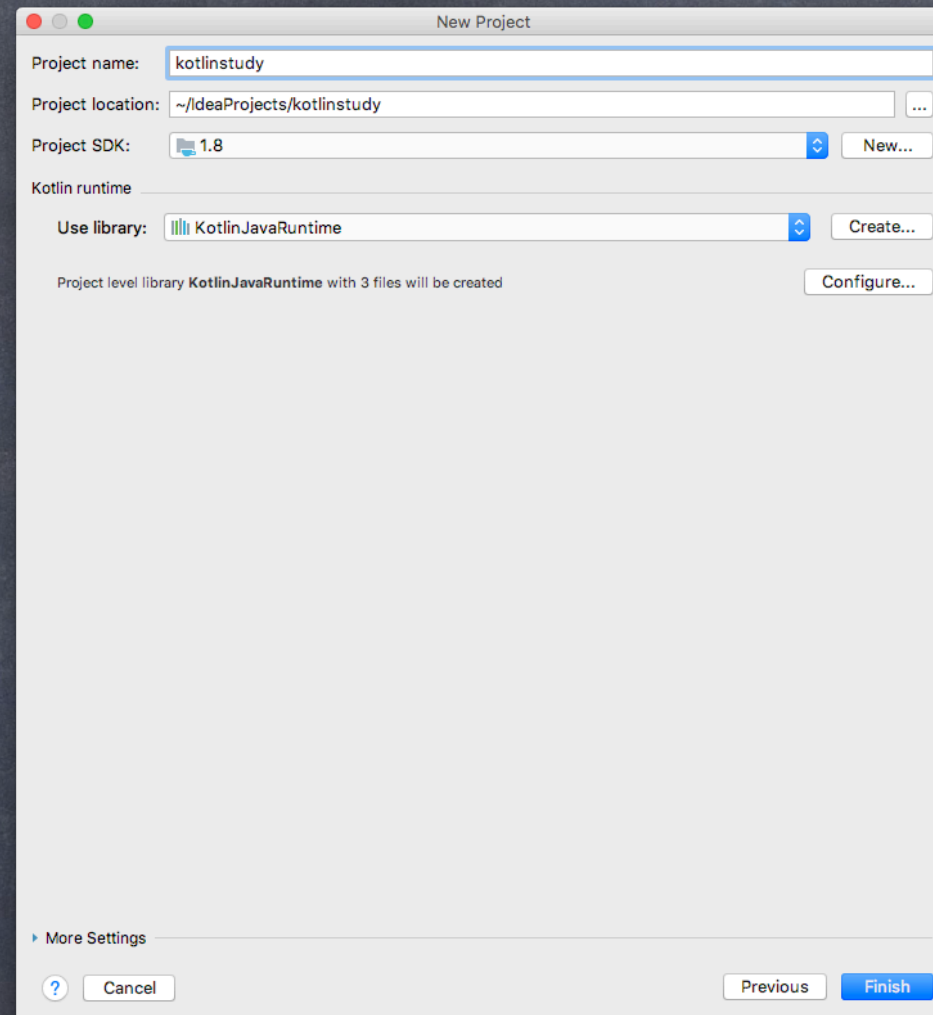 New Project
Project name: kotlinstudy
Project location: ~/IdeaProjects/kotlinstudy ...
Project SDK: 1.8 New...
Kotlin runtime
Use library: KotlinJavaRuntime Create...
Project level library KotlinJavaRuntime with 3 files will be created Configure...
More Settings
? Cancel Previous Finish